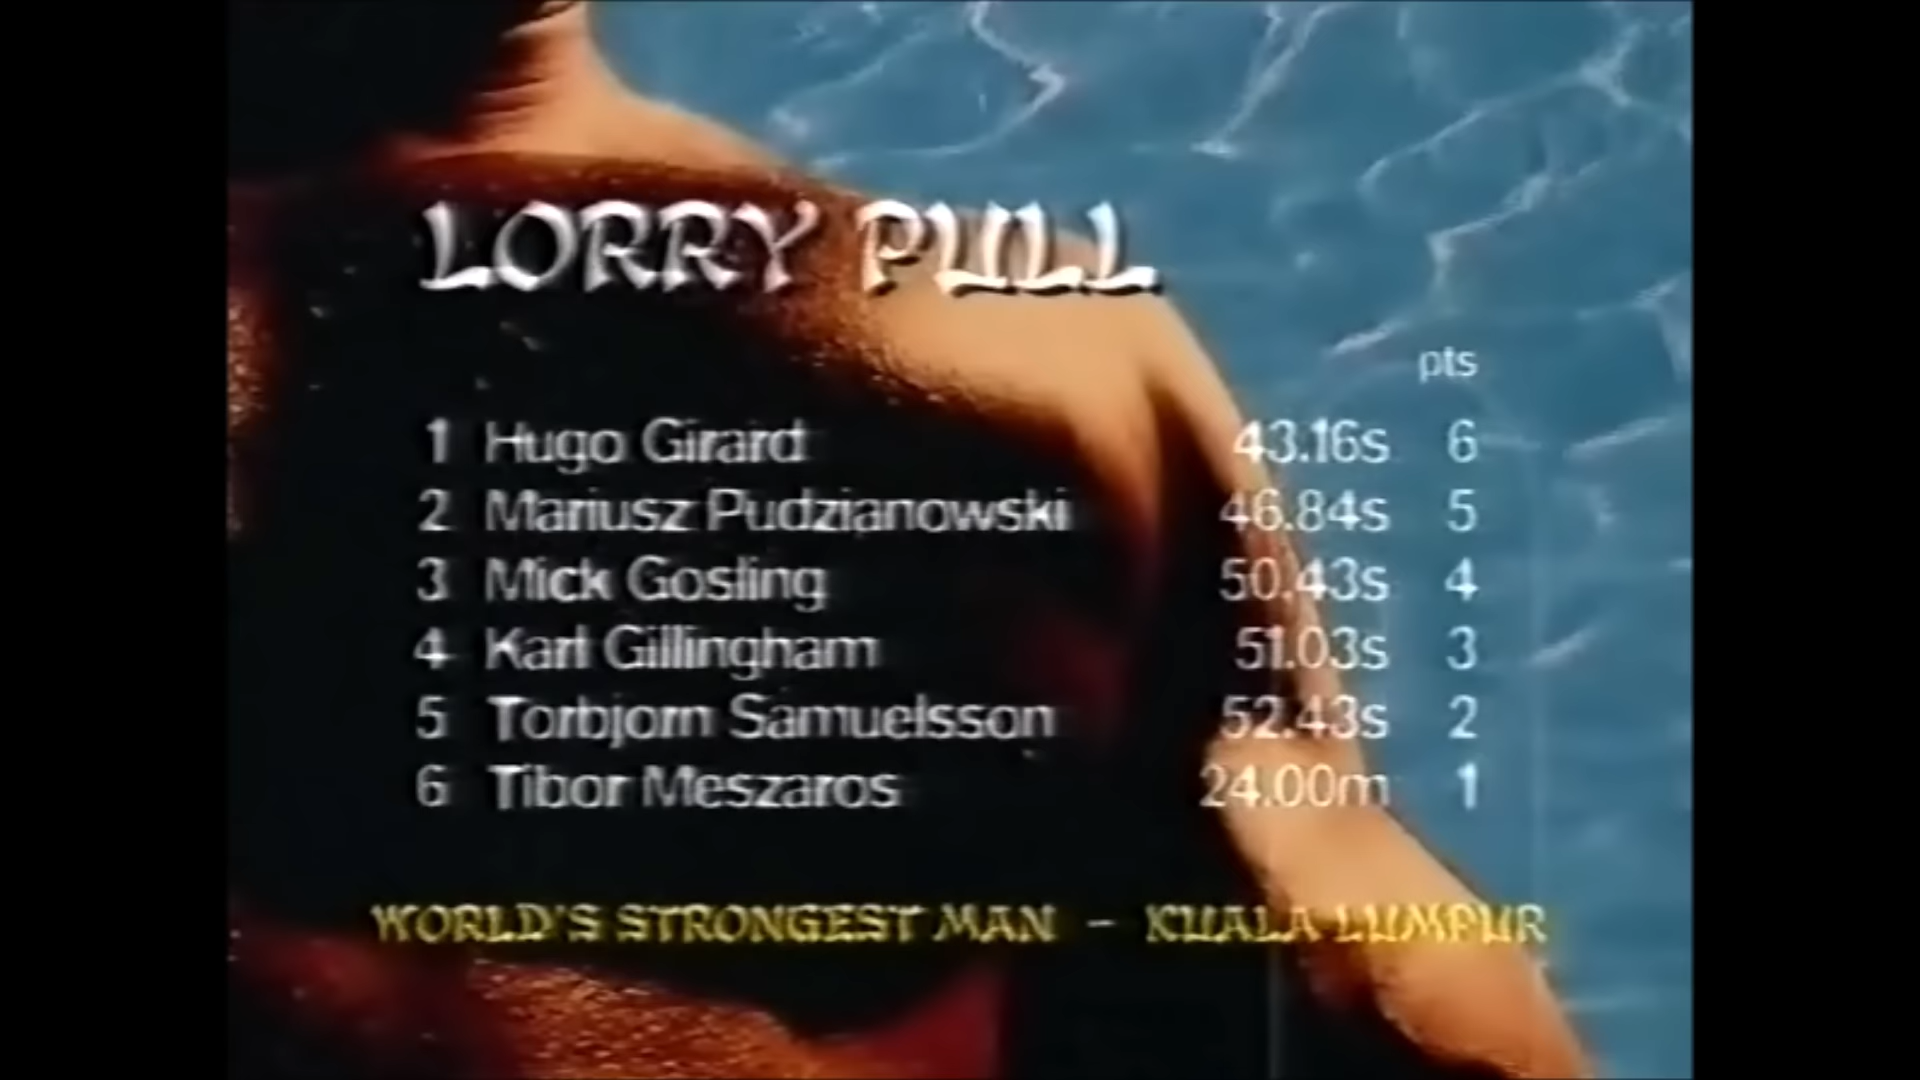 LORRY PULL
pts
1 Hugo Girard 43.16s 6
2 Mariusz Pudzianowski 46.84s 5
3 Mick Gosling 50.43s 4
4 Karl Gillingham 51.03s 3
5 Torbjorn Samuelsson 52.43s 2
6 Tibor Meszaros 24.00m 1
WORLD'S STRONGEST MAN - KUALA LUMPUR